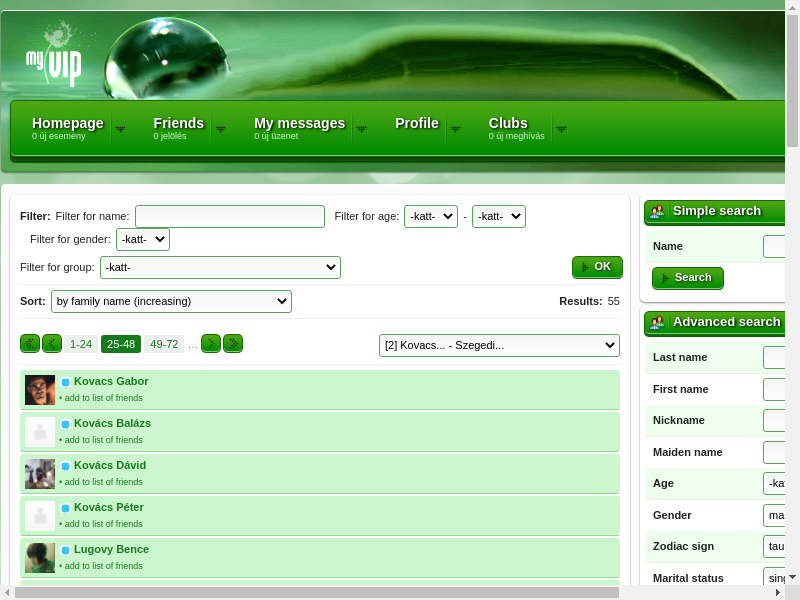 my VIP
Homepage Friends My messages Profile Clubs
0 új esemény 0 jelölés 0 új üzenet 0 új meghívás
Filter: Filter for name: Filter for age: -katt- - -katt-
Filter for gender: -katt-
Filter for group: -katt- OK
Sort: by family name (increasing) Results: 55
1-24 25-48 49-72 ... [2] Kovacs... - Szegedi...
Kovacs Gabor
• add to list of friends
Kovács Balázs
• add to list of friends
Kovács Dávid
• add to list of friends
Kovács Péter
• add to list of friends
Lugovy Bence
• add to list of friends
Simple search
Name
Search
Advanced search
Last name
First name
Nickname
Maiden name
Age -ka
Gender ma
Zodiac sign tau
Marital status sing